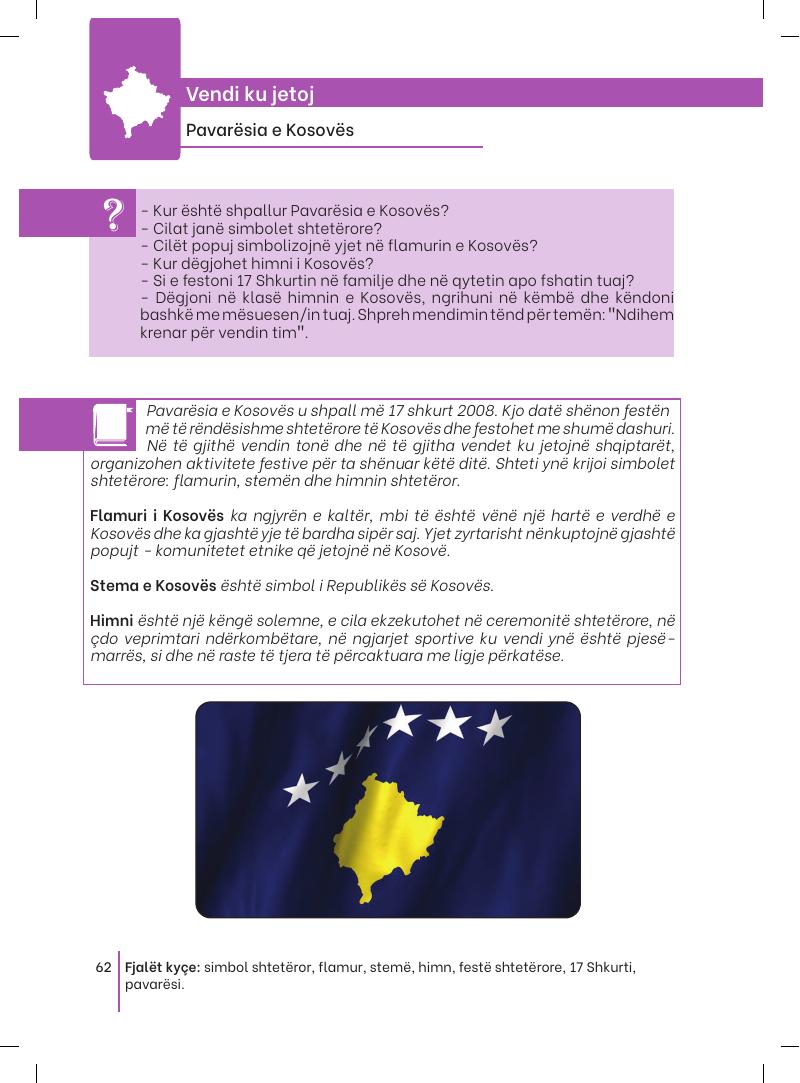 Vendi ku jetoj
Pavarësia e Kosovës
?
- Kur është shpallur Pavarësia e Kosovës?
- Cilat janë simbolet shtetërore?
- Cilët popuj simbolizojnë yjet në flamurin e Kosovës?
- Kur dëgjohet himni i Kosovës?
- Si e festoni 17 Shkurtin në familje dhe në qytetin apo fshatin tuaj?
- Dëgjoni në klasë himnin e Kosovës, ngrihuni në këmbë dhe këndoni
bashkë me mësuesen/in tuaj. Shpreh mendimin tënd për temën: "Ndihem
krenar për vendin tim".
Pavarësia e Kosovës u shpall më 17 shkurt 2008. Kjo datë shënon festën
më të rëndësishme shtetërore të Kosovës dhe festohet me shumë dashuri.
Në të gjithë vendin tonë dhe në të gjitha vendet ku jetojnë shqiptarët,
organizohen aktivitete festive për ta shënuar këtë ditë. Shteti ynë krijoi simbolet
shtetërore: flamurin, stemën dhe himnin shtetëror.
Flamuri i Kosovës ka ngjyrën e kaltër, mbi të është vënë një hartë e verdhë e
Kosovës dhe ka gjashtë yje të bardha sipër saj. Yjet zyrtarisht nënkuptojnë gjashtë
popujt - komunitetet etnike që jetojnë në Kosovë.
Stema e Kosovës është simbol i Republikës së Kosovës.
Himni është një këngë solemne, e cila ekzekutohet në ceremonitë shtetërore, në
çdo veprimtari ndërkombëtare, në ngjarjet sportive ku vendi ynë është pjesë-
marrës, si dhe në raste të tjera të përcaktuara me ligje përkatëse.
62 Fjalët kyçe: simbol shtetëror, flamur, stemë, himn, festë shtetërore, 17 Shkurti,
pavarësi.